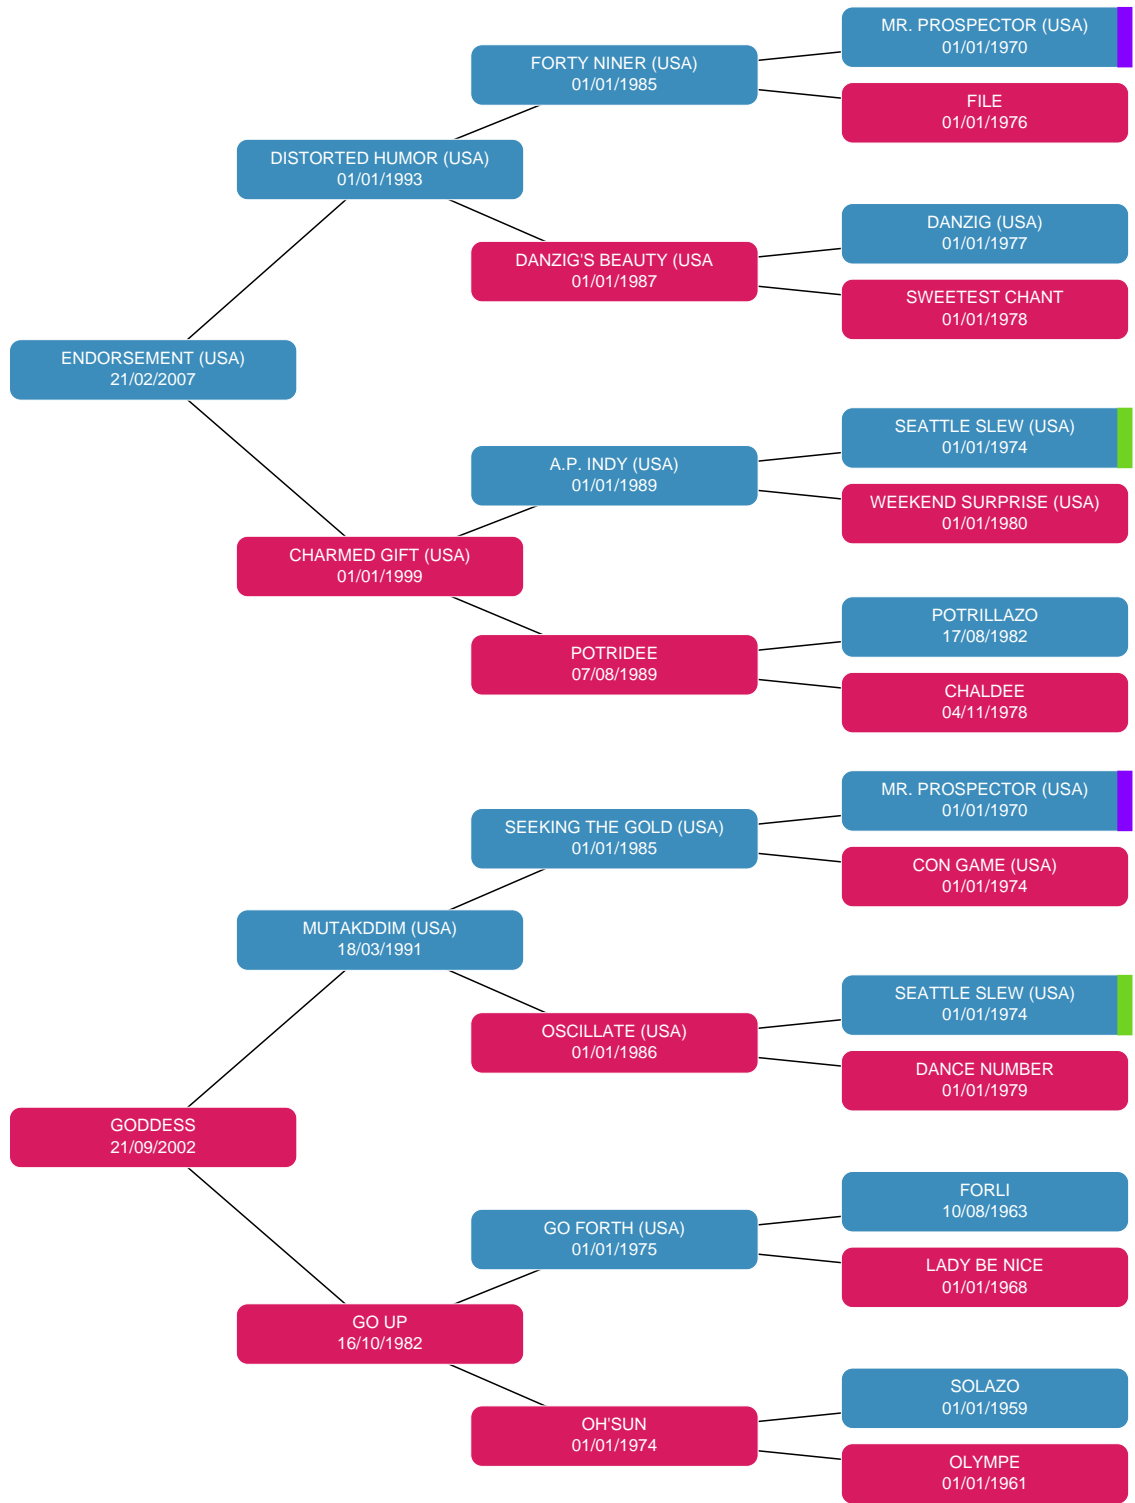 MR. PROSPECTOR (USA)
01/01/1970
FORTY NINER (USA)
01/01/1985
FILE
01/01/1976
DISTORTED HUMOR (USA)
01/01/1993
DANZIG (USA)
01/01/1977
DANZIG'S BEAUTY (USA
01/01/1987
SWEETEST CHANT
01/01/1978
ENDORSEMENT (USA)
21/02/2007
SEATTLE SLEW (USA)
01/01/1974
A.P. INDY (USA)
01/01/1989
WEEKEND SURPRISE (USA)
01/01/1980
CHARMED GIFT (USA)
01/01/1999
POTRILLAZO
17/08/1982
POTRIDEE
07/08/1989
CHALDEE
04/11/1978
MR. PROSPECTOR (USA)
01/01/1970
SEEKING THE GOLD (USA)
01/01/1985
CON GAME (USA)
01/01/1974
MUTAKDDIM (USA)
18/03/1991
SEATTLE SLEW (USA)
01/01/1974
OSCILLATE (USA)
01/01/1986
DANCE NUMBER
01/01/1979
GODDESS
21/09/2002
FORLI
10/08/1963
GO FORTH (USA)
01/01/1975
LADY BE NICE
01/01/1968
GO UP
16/10/1982
SOLAZO
01/01/1959
OH'SUN
01/01/1974
OLYMPE
01/01/1961